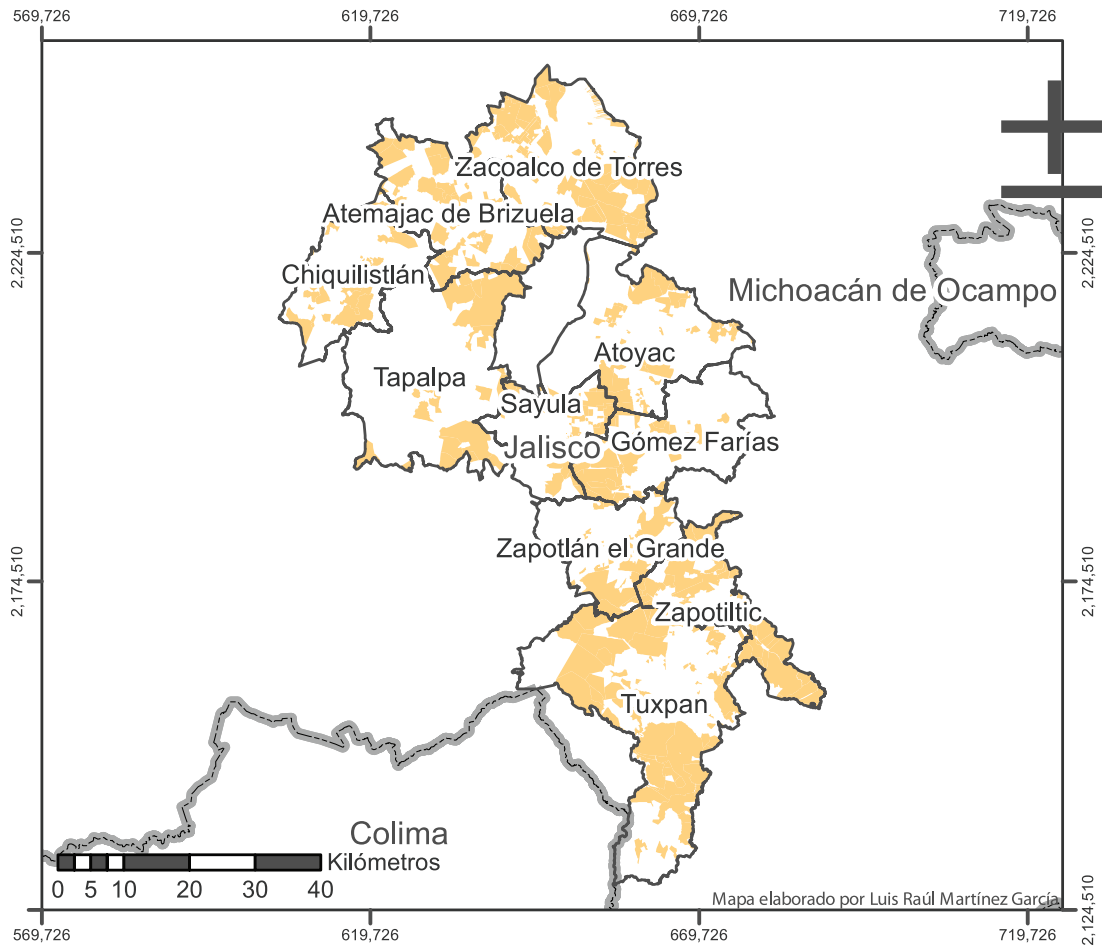 569,726 619,726 669,726 719,726
Zacoalco de Torres
Atemajac de Brizuela
2,224,510 2,224,510
Chiquilistlán
Michoacán de Ocampo
Atoyac
Tapalpa
Sayula
Jalisco Gómez Farías
Zapotlán el Grande
2,174,510 2,174,510
Zapotiltic
Tuxpan
Colima
Kilómetros
0 5 10 20 30 40
Mapa elaborado por Luis Raúl Martínez García
2,124,510
569,726 619,726 669,726 719,726